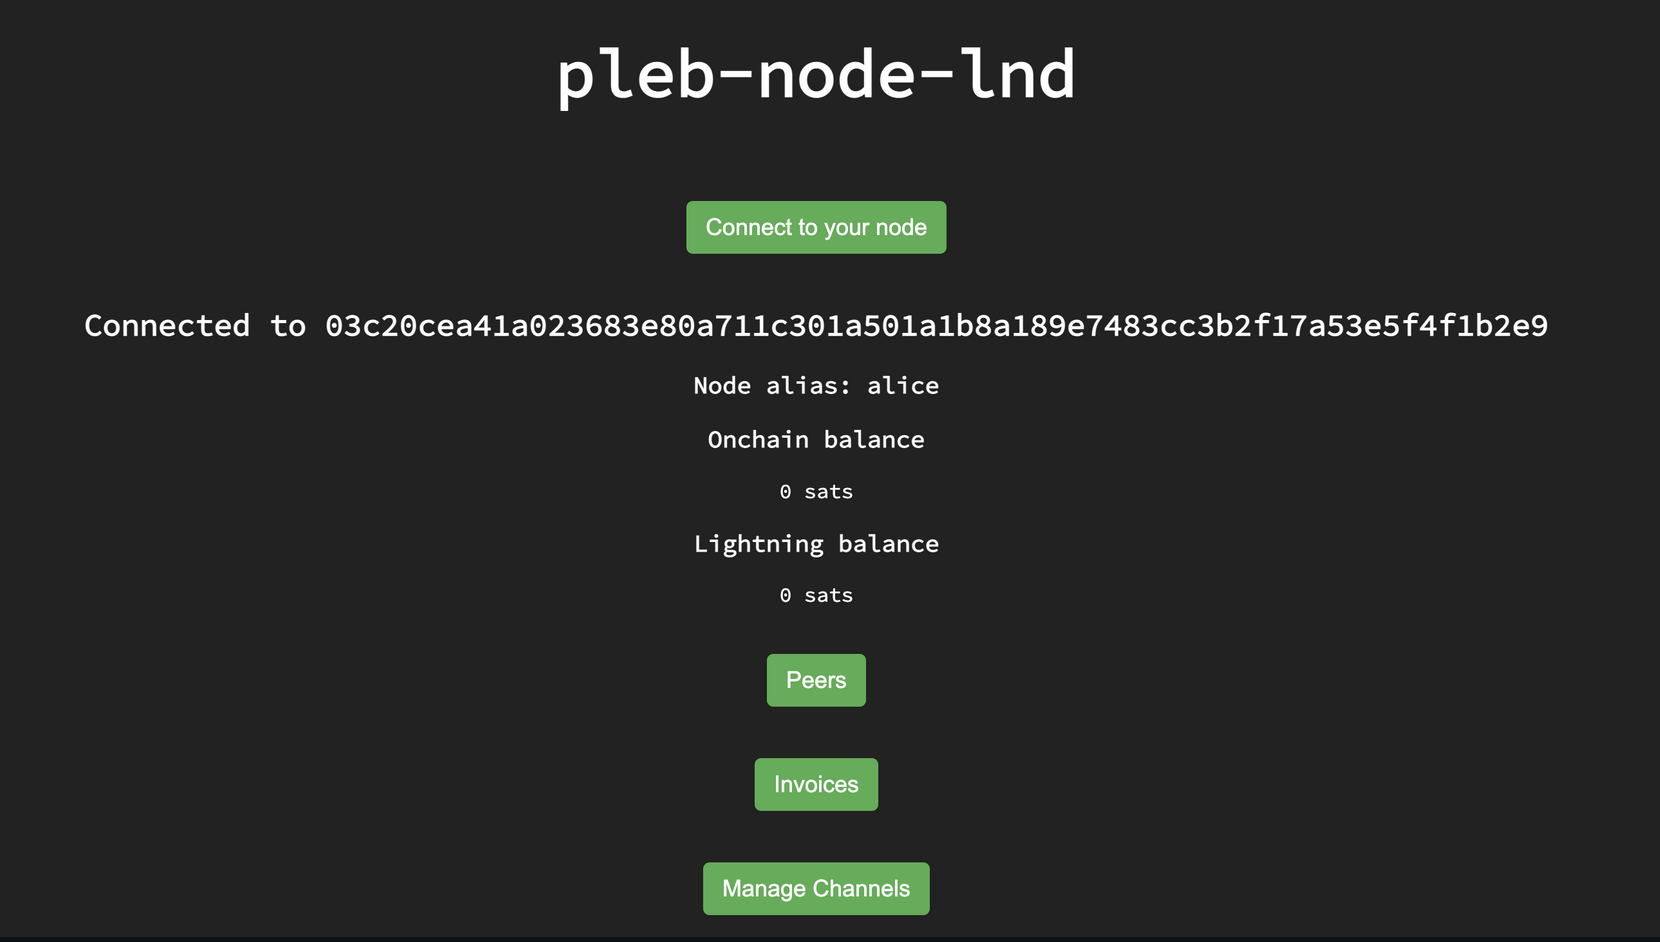 pleb-node-lnd
Connect to your node
Connected to 03c20cea41a023683e80a711c301a501a1b8a189e7483cc3b2f17a53e5f4f1b2e9
Node alias: alice
Onchain balance
0 sats
Lightning balance
0 sats
Peers
Invoices
Manage Channels